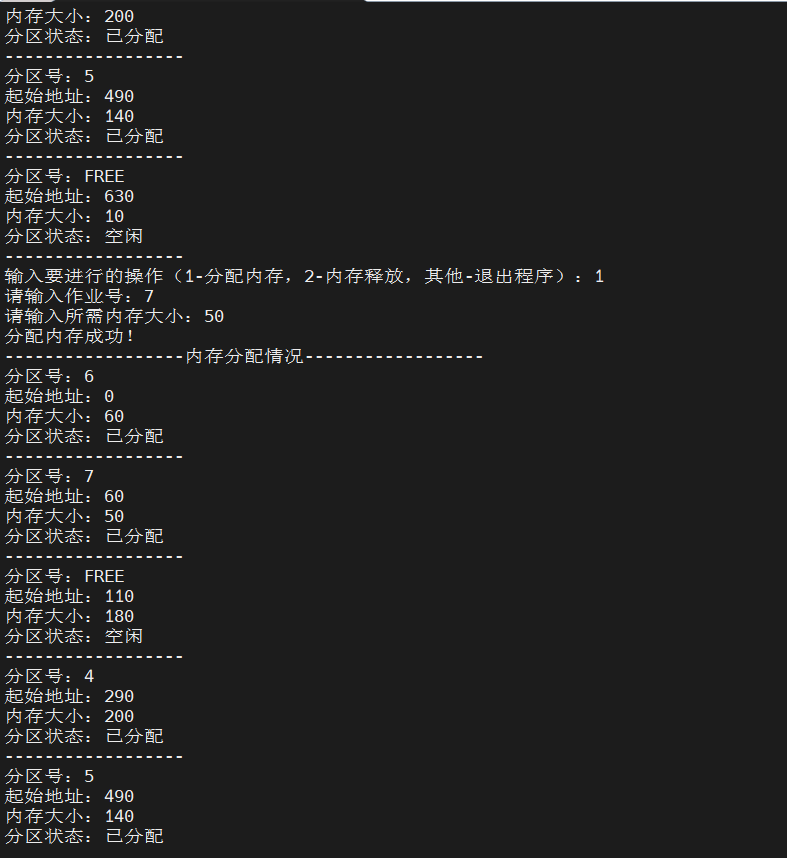 内存大小：200
分区状态：已分配
------------------
分区号：5
起始地址：490
内存大小：140
分区状态：已分配
------------------
分区号：FREE
起始地址：630
内存大小：10
分区状态：空闲
------------------
输入要进行的操作（1-分配内存，2-内存释放，其他-退出程序）：1
请输入作业号：7
请输入所需内存大小：50
分配内存成功！
------------------内存分配情况------------------
分区号：6
起始地址：0
内存大小：60
分区状态：已分配
------------------
分区号：7
起始地址：60
内存大小：50
分区状态：已分配
------------------
分区号：FREE
起始地址：110
内存大小：180
分区状态：空闲
------------------
分区号：4
起始地址：290
内存大小：200
分区状态：已分配
------------------
分区号：5
起始地址：490
内存大小：140
分区状态：已分配